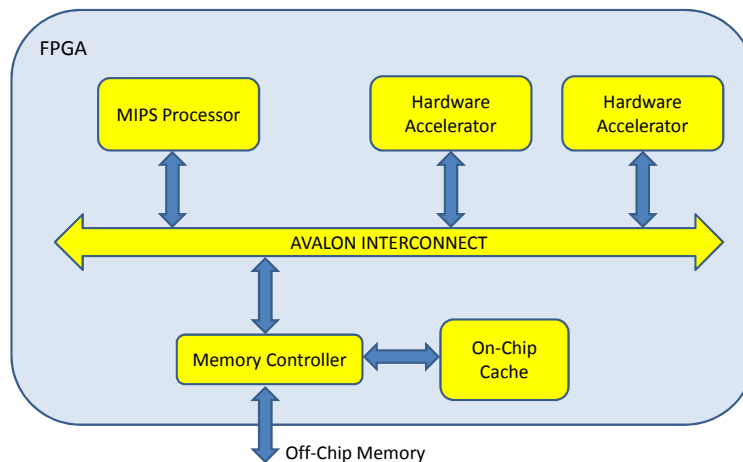 FPGA
MIPS Processor
Hardware
Accelerator
Hardware
Accelerator
AVALON INTERCONNECT
Memory Controller
On-Chip
Cache
Off-Chip Memory